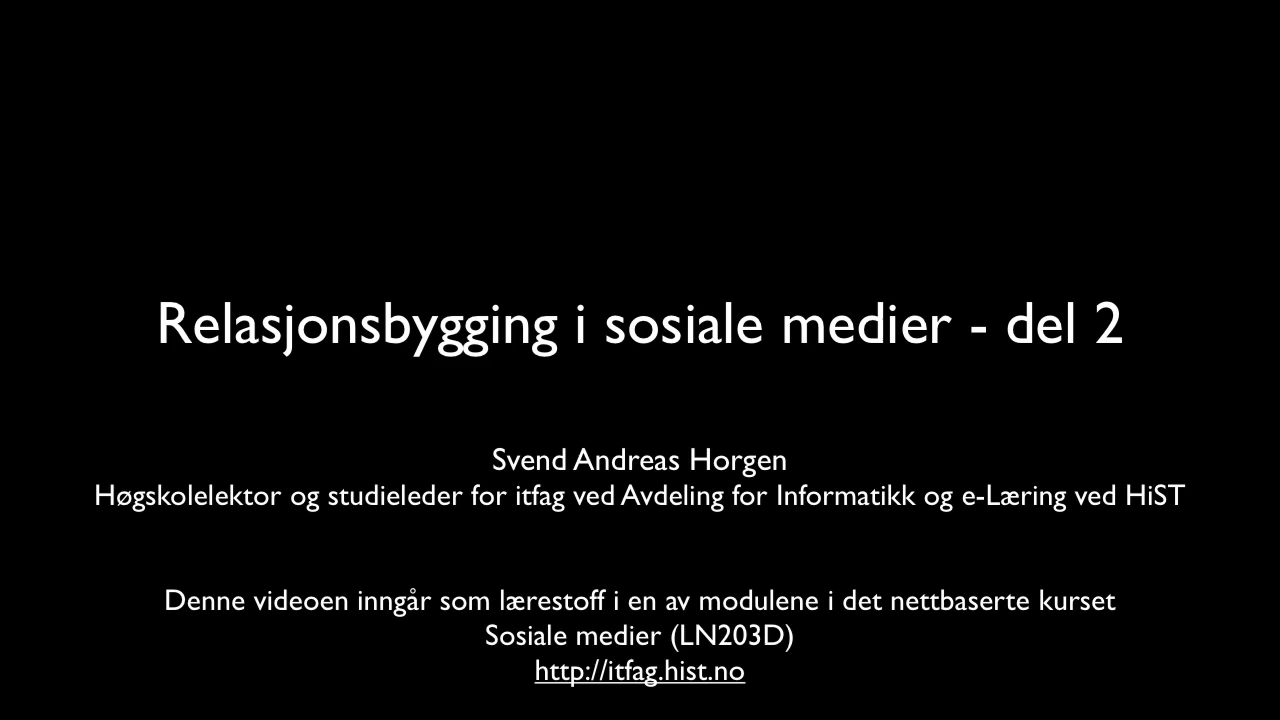 Relasjonsbygging i sosiale medier - del 2
Svend Andreas Horgen
Høgskolelektor og studieleder for itfag ved Avdeling for Informatikk og e-Læring ved HiST
Denne videoen inngår som lærestoff i en av modulene i det nettbaserte kurset
Sosiale medier (LN203D)
http://itfag.hist.no